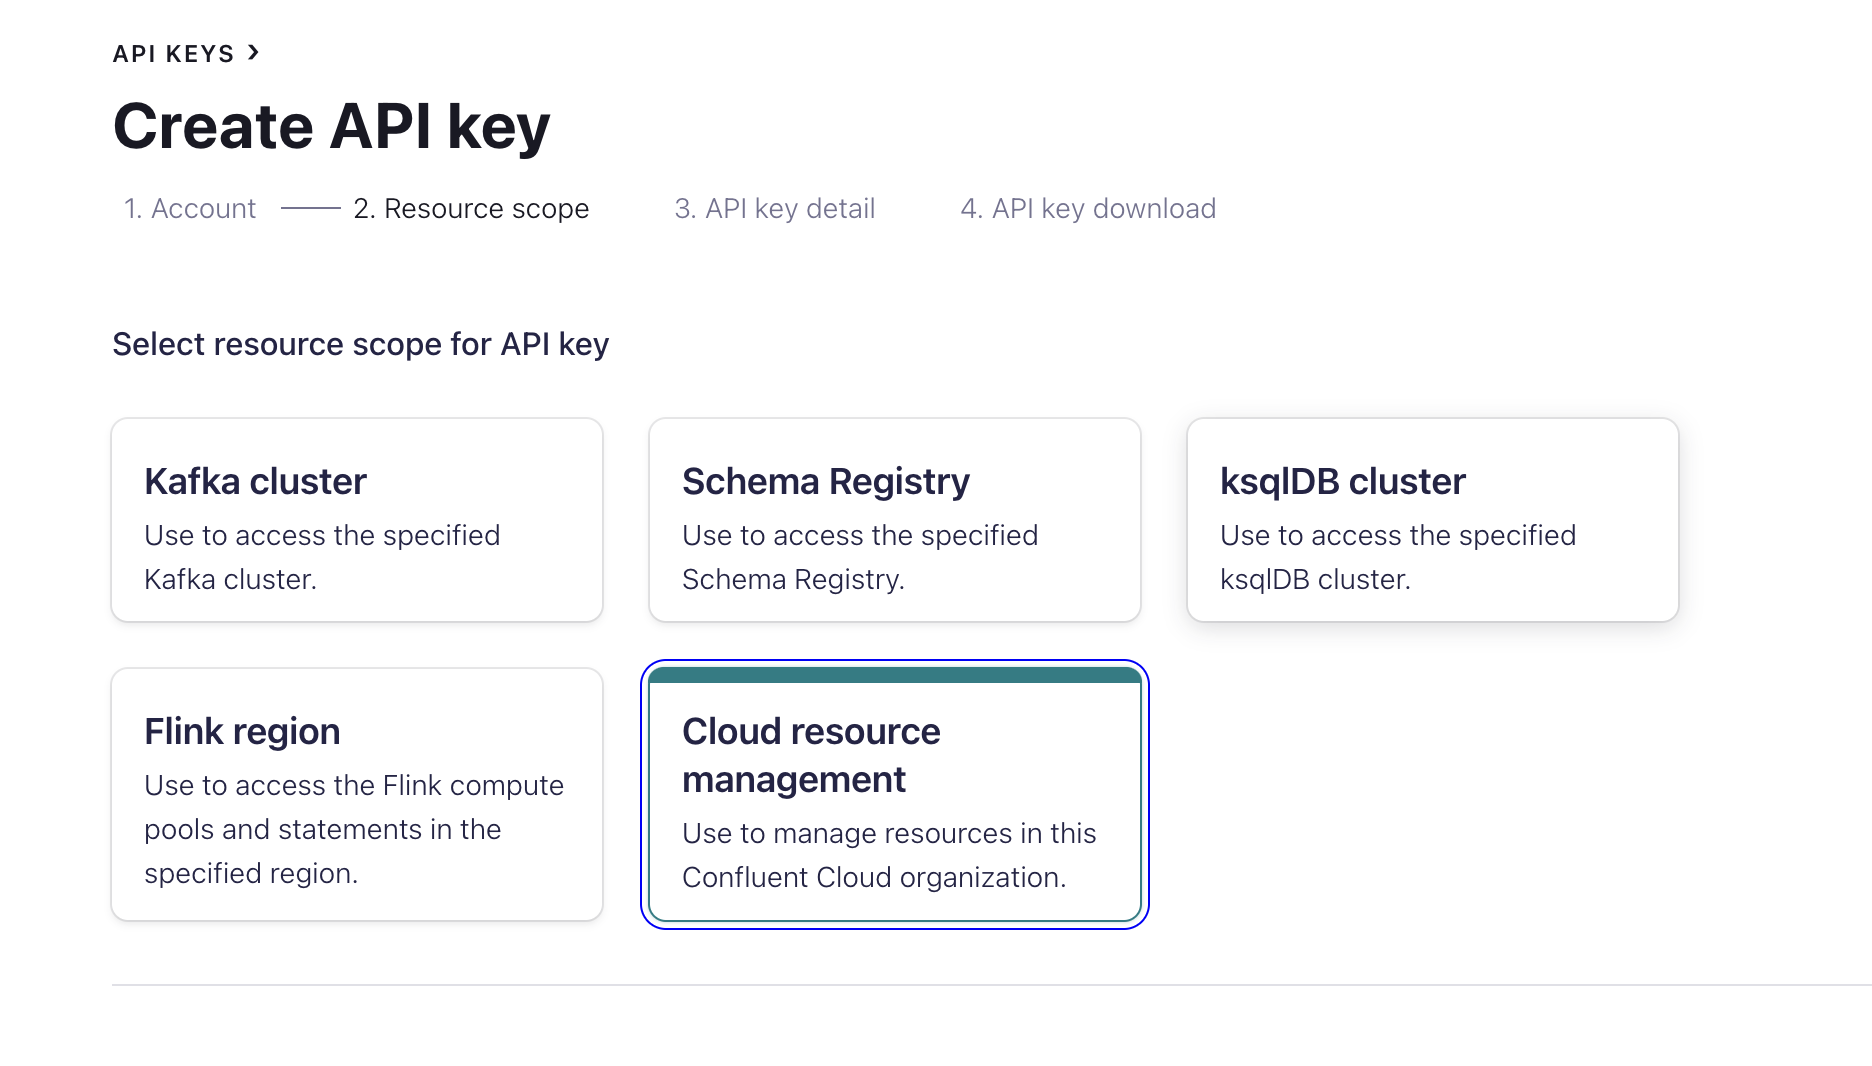 API KEYS >
Create API key
1. Account
2. Resource scope
3. API key detail
4. API key download
Select resource scope for API key
Kafka cluster
Use to access the specified
Kafka cluster.
Schema Registry
Use to access the specified
Schema Registry.
ksqlDB cluster
Use to access the specified
ksqlDB cluster.
Flink region
Use to access the Flink compute
pools and statements in the
specified region.
Cloud resource
management
Use to manage resources in this
Confluent Cloud organization.